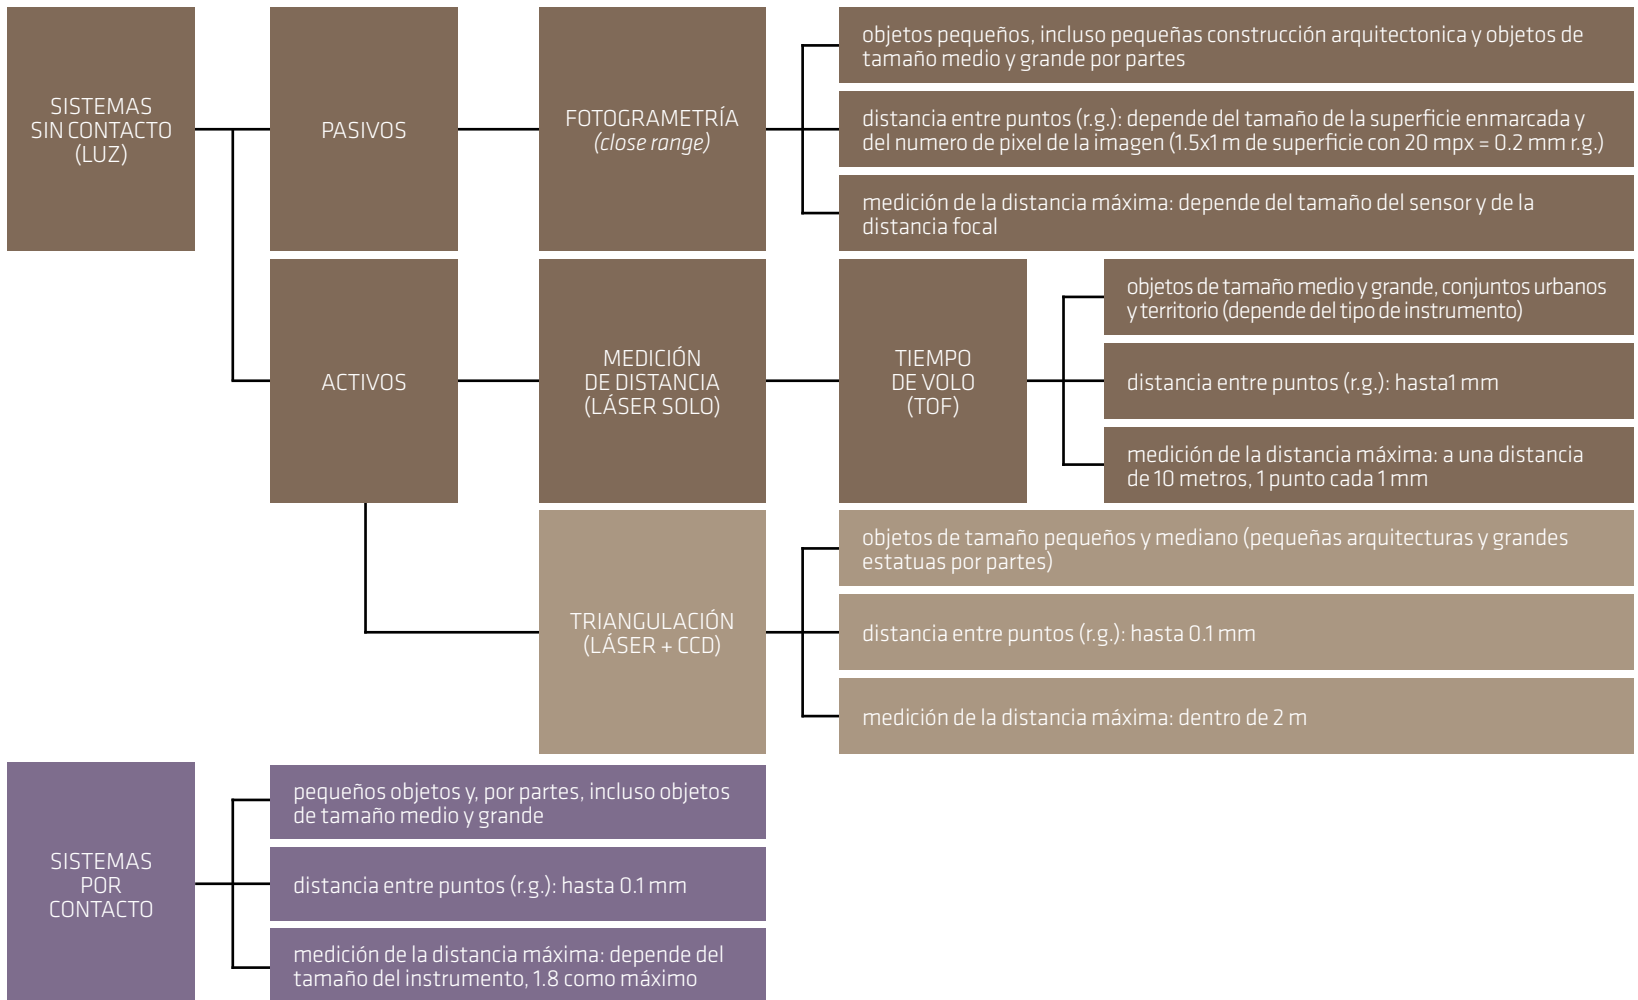 SISTEMAS
SIN CONTACTO
(LUZ)
PASIVOS
FOTOGRAMETRÍA
(close range)
objetos pequeños, incluso pequeñas construcción arquitectonica y objetos de
tamaño medio y grande por partes
distancia entre puntos (r.g.): depende del tamaño de la superficie enmarcada y
del numero de pixel de la imagen (1.5x1 m de superficie con 20 mpx = 0.2 mm r.g.)
medición de la distancia máxima: depende del tamaño del sensor y de la
distancia focal
ACTIVOS
MEDICIÓN
DE DISTANCIA
(LÁSER SOLO)
TIEMPO
DE VOLO
(TOF)
objetos de tamaño medio y grande, conjuntos urbanos
y territorio (depende del tipo de instrumento)
distancia entre puntos (r.g.): hasta1 mm
medición de la distancia máxima: a una distancia
de 10 metros, 1 punto cada 1 mm
TRIANGULACIÓN
(LÁSER + CCD)
objetos de tamaño pequeños y mediano (pequeñas arquitecturas y grandes
estatuas por partes)
distancia entre puntos (r.g.): hasta 0.1 mm
medición de la distancia máxima: dentro de 2 m
SISTEMAS
POR
CONTACTO
pequeños objetos y, por partes, incluso objetos
de tamaño medio y grande
distancia entre puntos (r.g.): hasta 0.1 mm
medición de la distancia máxima: depende del
tamaño del instrumento, 1.8 como máximo